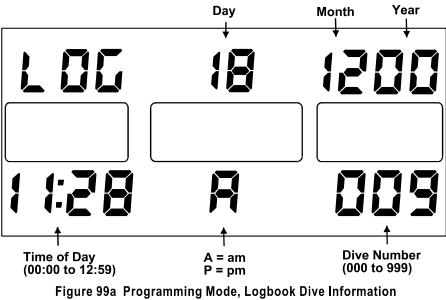 Day Month Year
LOG 18 1200
11:28 A 009
Time of Day
(00:00 to 12:59)
A = am
P = pm
Dive Number
(000 to 999)
Figure 99a Programming Mode, Logbook Dive Information